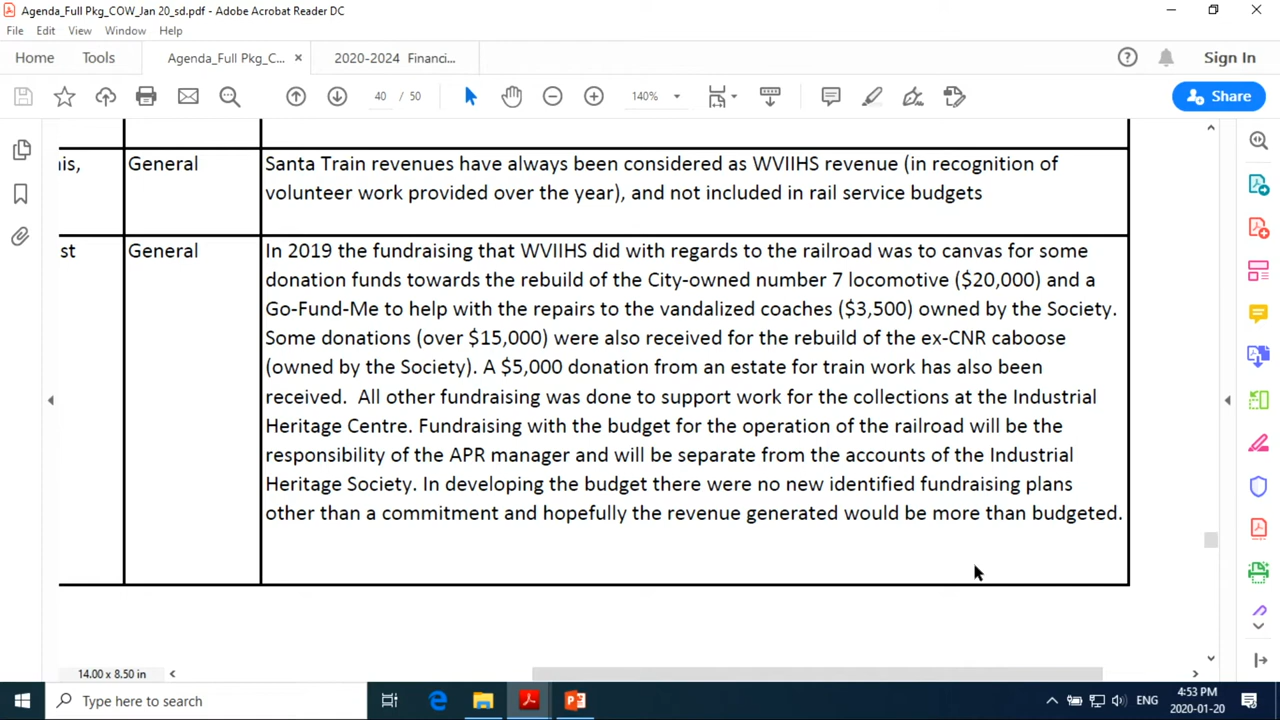 Agenda_Full Pkg_COW_Jan 20_sd.pdf - Adobe Acrobat Reader DC
File Edit View Window Help
Home Tools Agenda_Full Pkg_C... × 2020-2024 Financi... Sign In
40 / 50 140% Share
is, General Santa Train revenues have always been considered as WVIIHS revenue (in recognition of
volunteer work provided over the year), and not included in rail service budgets
st General In 2019 the fundraising that WVIIHS did with regards to the railroad was to canvas for some
donation funds towards the rebuild of the City-owned number 7 locomotive ($20,000) and a
Go-Fund-Me to help with the repairs to the vandalized coaches ($3,500) owned by the Society.
Some donations (over $15,000) were also received for the rebuild of the ex-CNR caboose
(owned by the Society). A $5,000 donation from an estate for train work has also been
received. All other fundraising was done to support work for the collections at the Industrial
Heritage Centre. Fundraising with the budget for the operation of the railroad will be the
responsibility of the APR manager and will be separate from the accounts of the Industrial
Heritage Society. In developing the budget there were no new identified fundraising plans
other than a commitment and hopefully the revenue generated would be more than budgeted.
14.00 x 8.50 in
Type here to search ENG 4:53 PM
2020-01-20